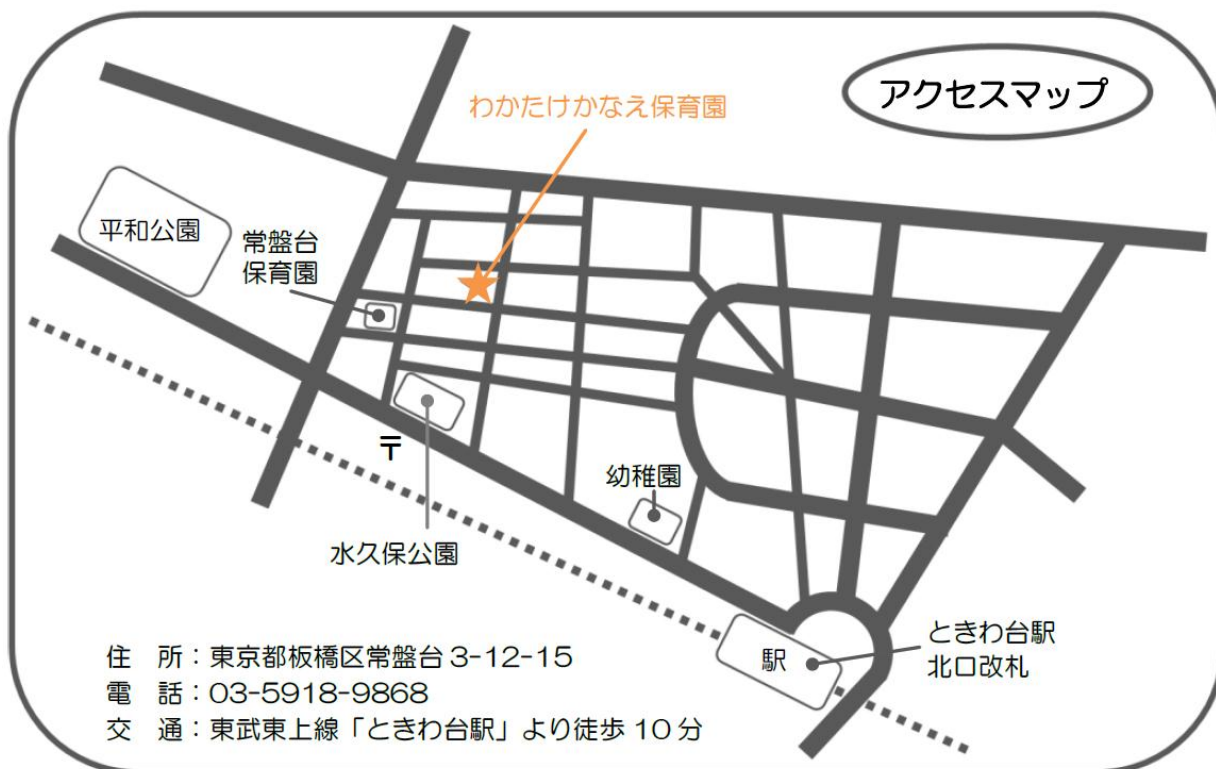 アクセスマップ
わかたけかなえ保育園
平和公園
常盤台
保育園
〒
幼稚園
水久保公園
駅
ときわ台駅
北口改札
住　所：東京都板橋区常盤台3-12-15
電　話：03-5918-9868
交　通：東武東上線「ときわ台駅」より徒歩10分